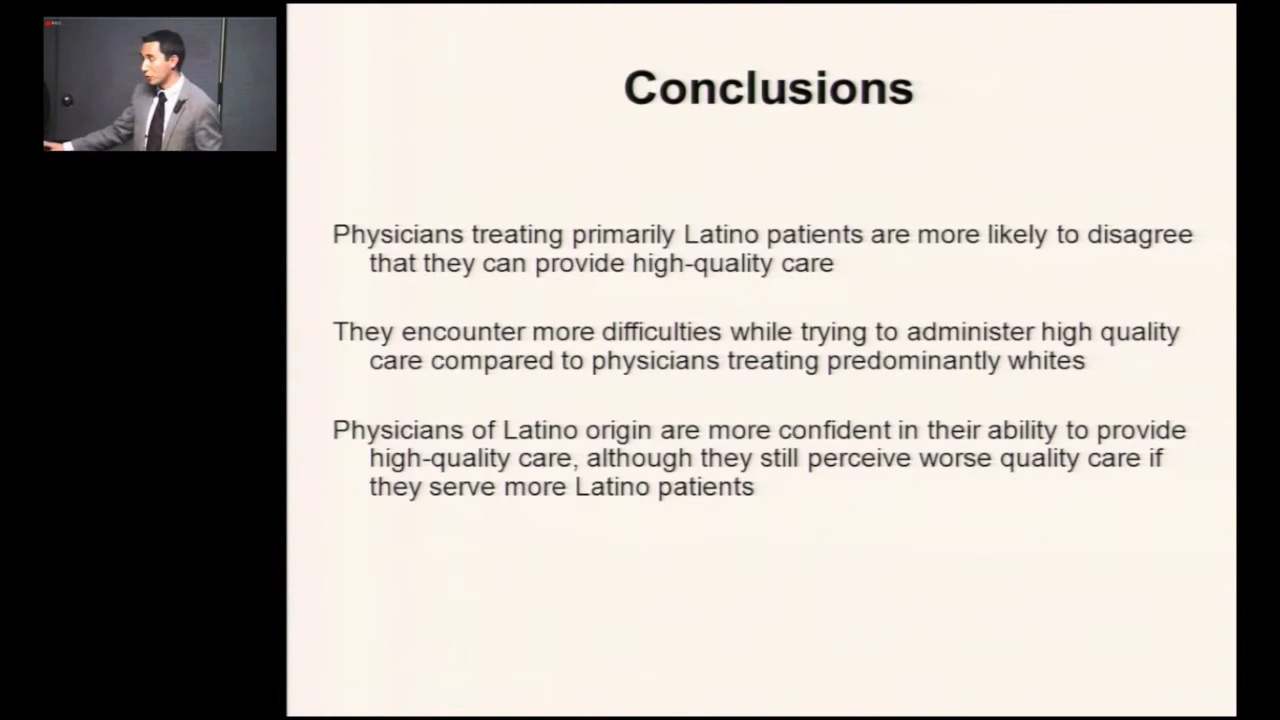 Conclusions
Physicians treating primarily Latino patients are more likely to disagree
that they can provide high-quality care
They encounter more difficulties while trying to administer high quality
care compared to physicians treating predominantly whites
Physicians of Latino origin are more confident in their ability to provide
high-quality care, although they still perceive worse quality care if
they serve more Latino patients